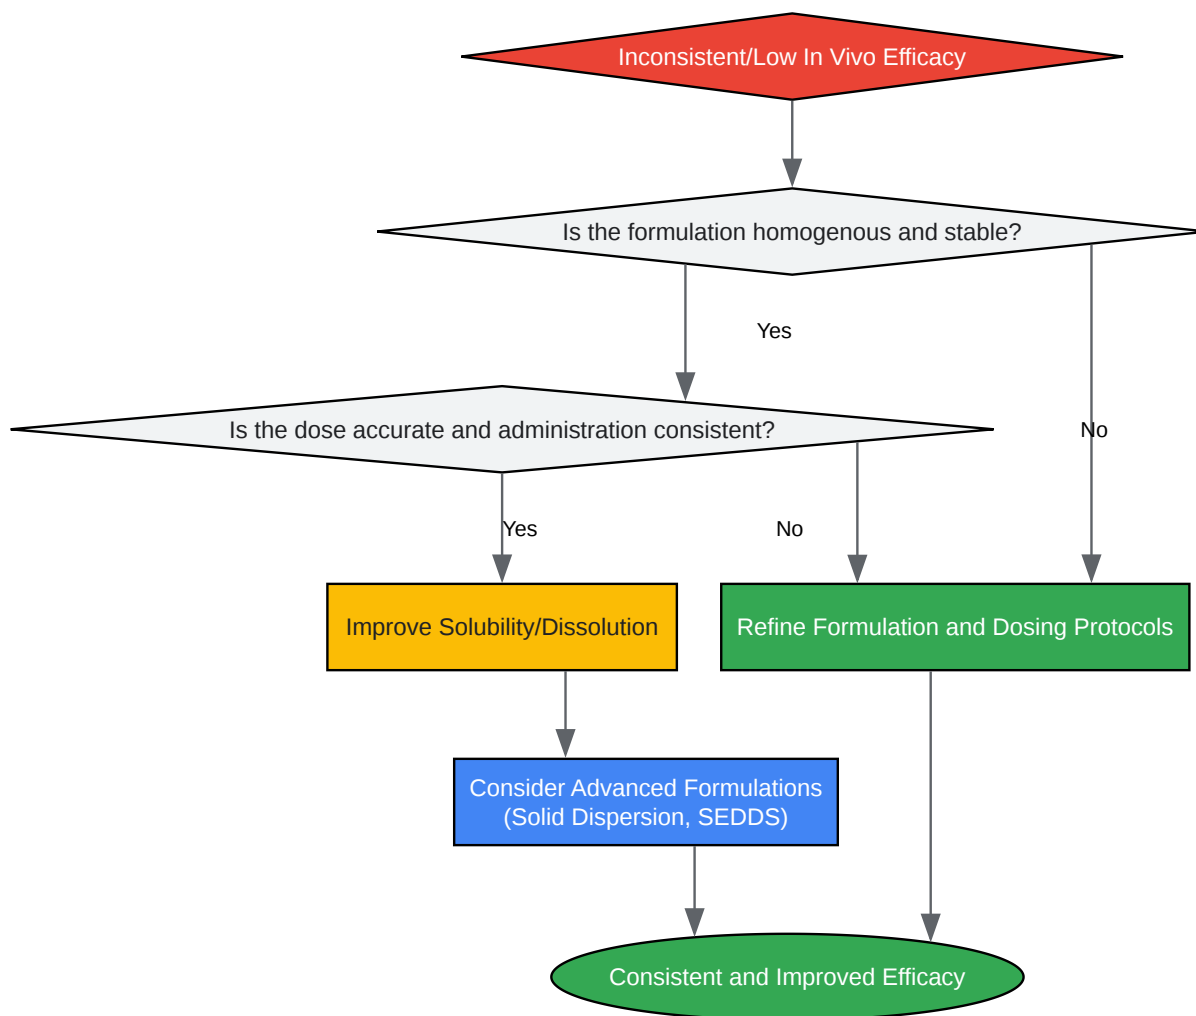 Inconsistent/Low In Vivo Efficacy
Is the formulation homogenous and stable?
Yes
Is the dose accurate and administration consistent?
No
Yes
No
Improve Solubility/Dissolution
Refine Formulation and Dosing Protocols
Consider Advanced Formulations
(Solid Dispersion, SEDDS)
Consistent and Improved Efficacy